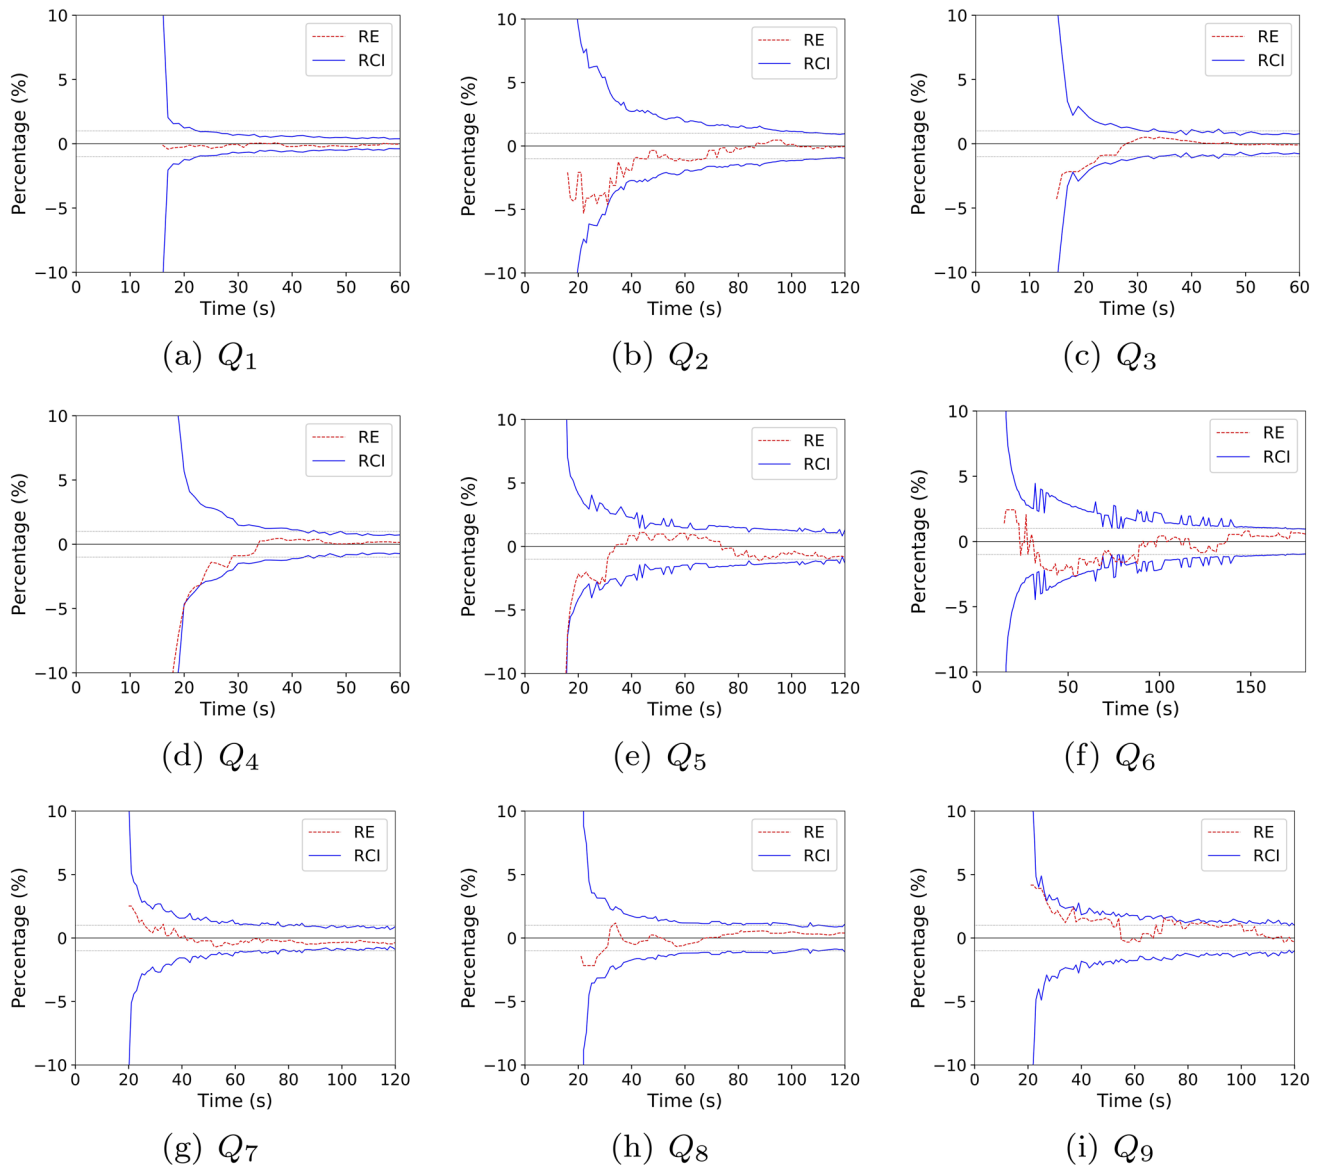 10
5
0
−5
−10
Percentage (%)
RE
RCI
0 10 20 30 40 50 60
Time (s)
(a) Q1
10
5
0
−5
−10
Percentage (%)
RE
RCI
0 20 40 60 80 100 120
Time (s)
(b) Q2
10
5
0
−5
−10
Percentage (%)
RE
RCI
0 10 20 30 40 50 60
Time (s)
(c) Q3
10
5
0
−5
−10
Percentage (%)
RE
RCI
0 10 20 30 40 50 60
Time (s)
(d) Q4
10
5
0
−5
−10
Percentage (%)
RE
RCI
0 20 40 60 80 100 120
Time (s)
(e) Q5
10
5
0
−5
−10
Percentage (%)
RE
RCI
0 50 100 150
Time (s)
(f) Q6
10
5
0
−5
−10
Percentage (%)
RE
RCI
0 20 40 60 80 100 120
Time (s)
(g) Q7
10
5
0
−5
−10
Percentage (%)
RE
RCI
0 20 40 60 80 100 120
Time (s)
(h) Q8
10
5
0
−5
−10
Percentage (%)
RE
RCI
0 20 40 60 80 100 120
Time (s)
(i) Q9